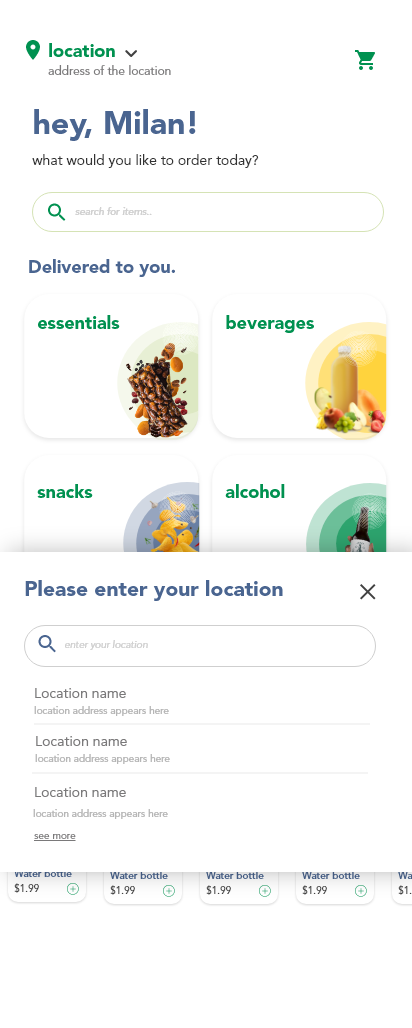 location
address of the location
hey, Milan!
what would you like to order today?
search for items..
Delivered to you.
essentials
beverages
snacks
alcohol
Please enter your location
enter your location
Location name
location address appears here
Location name
location address appears here
Location name
location address appears here
see more
Water bottle
Water bottle
Water bottle
Water bottle
Wa
$1.99
$1.99
$1.99
$1.99
$1.